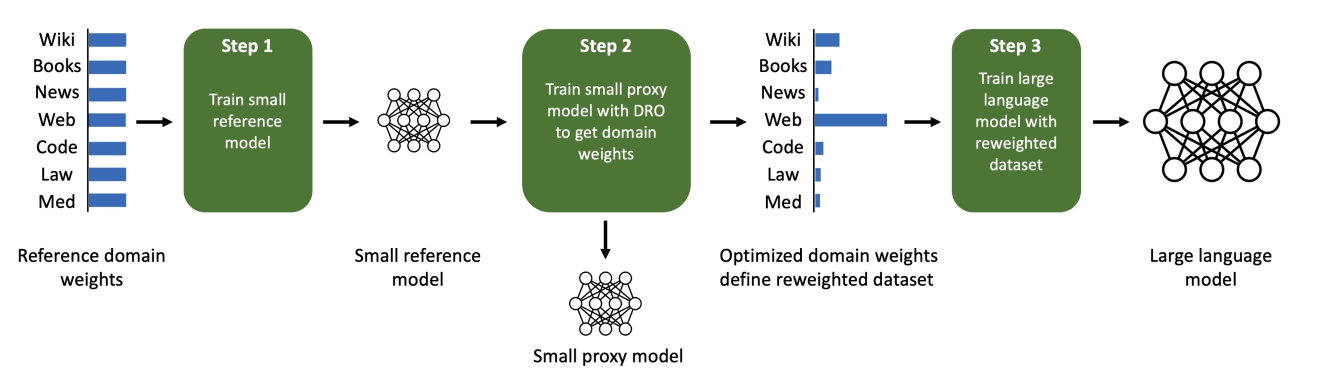 Wiki
Books
News
Web
Code
Law
Med
Reference domain
weights
Step 1
Train small
reference
model
Small reference
model
Step 2
Train small proxy
model with DRO
to get domain
weights
Small proxy model
Wiki
Books
News
Web
Code
Law
Med
Optimized domain weights
define reweighted dataset
Step 3
Train large
language
model with
reweighted
dataset
Large language
model